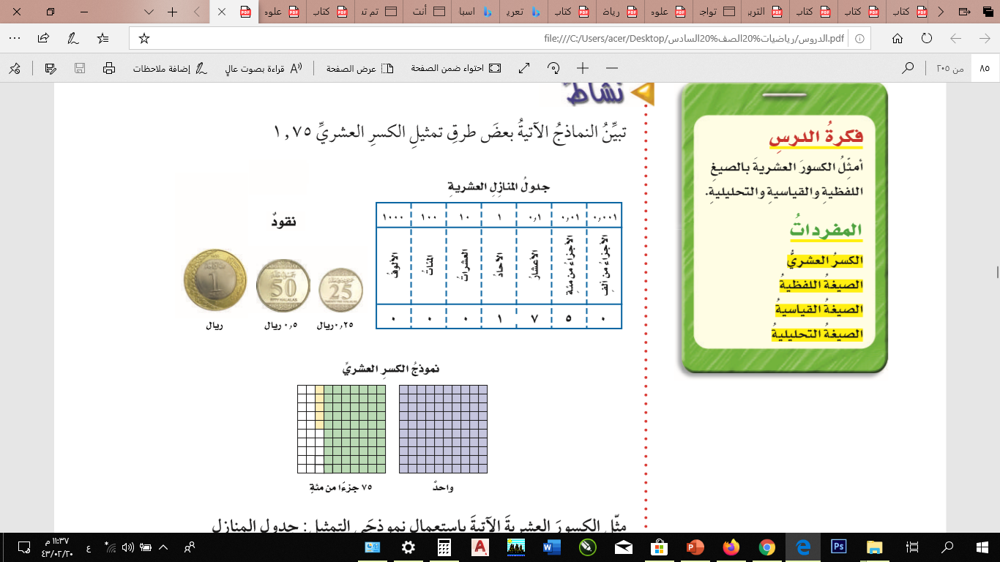 كتاب
كتاب
كتاب
التربي
تواج
علوم
كتاب
رياض
تعري
اسبا
أنت
تم تد
كتاب
كتاب
علوم
file:///C:/Users/acer/Desktop/الدروس/رياضيات%20الصف%20السادس.pdf
٨٥
من ٢٠٥
عرض الصفحة
احتواء ضمن الصفحة
قراءة بصوت عالٍ
إضافة ملاحظات
نشاط
تبيِّنُ النماذجُ الآتيةُ بعضَ طرقِ تمثيلِ الكسرِ العشريِّ ١,٧٥
فكرةُ الدرسِ
أمثِّلُ الكسورَ العشريةَ بالصيغِ
اللفظيةِ والقياسيةِ والتحليليةِ.
المفرداتُ
الكسرُ العشريُّ
الصيغةُ اللفظيةُ
الصيغةُ القياسيةُ
الصيغةُ التحليليةُ
جدولُ المنازلِ العشريةِ
٠,٠٠١ ٠,٠١ ٠,١ ١ ١٠ ١٠٠ ١٠٠٠
الأجزاءُ من ألفٍ الأجزاءُ من مئةٍ الأعشارُ الآحادُ العشراتُ المئاتُ الألوفُ
٠ ٥ ٧ ١ ٠ ٠ ٠
نقودٌ
25 50 1
٠,٢٥ريال ٠,٥ ريال ريال
نموذجُ الكسرِ العشريِّ
واحدٌ ٧٥ جزءًا من مئةِ
مثِّلِ الكسورَ العشريةَ الآتيةَ باستعمالِ نموذجَيِ التمثيلِ: جدولِ المنازلِ
١١:٣٧ م
٤٣/٠٢/٢٠
ع